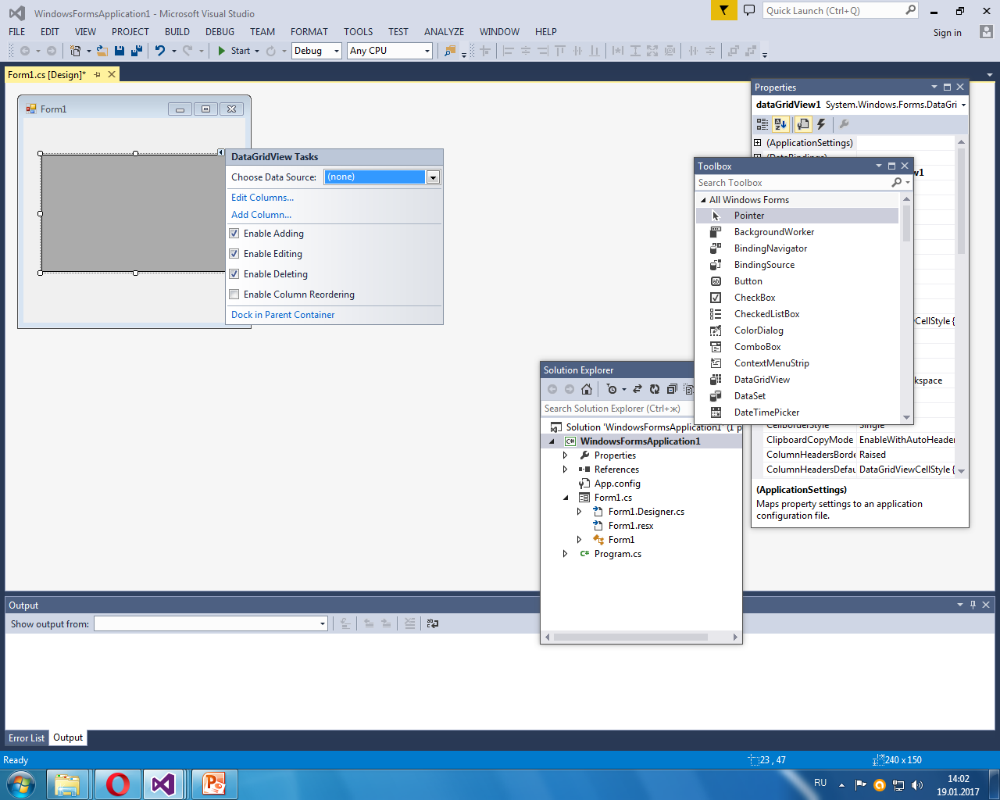 WindowsFormsApplication1 - Microsoft Visual Studio
Quick Launch (Ctrl+Q)
FILE EDIT VIEW PROJECT BUILD DEBUG TEAM FORMAT TOOLS TEST ANALYZE WINDOW HELP
Sign in
Start Debug Any CPU
Form1.cs [Design]*
Form1
DataGridView Tasks
Choose Data Source: (none)
Edit Columns...
Add Column...
Enable Adding
Enable Editing
Enable Deleting
Enable Column Reordering
Dock in Parent Container
Properties
dataGridView1 System.Windows.Forms.DataGri
(ApplicationSettings)
(DataBindings)
w1
Toolbox
Search Toolbox
All Windows Forms
Pointer
BackgroundWorker
BindingNavigator
BindingSource
Button
CheckBox
CheckedListBox
ColorDialog
ComboBox
ContextMenuStrip
DataGridView
DataSet
DateTimePicker
CellStyle {
kspace
CellBorderStyle Single
ClipboardCopyMode EnableWithAutoHeader
ColumnHeadersBorde Raised
ColumnHeadersDefau DataGridViewCellStyle {
(ApplicationSettings)
Maps property settings to an application
configuration file.
Solution Explorer
Search Solution Explorer (Ctrl+ж)
Solution 'WindowsFormsApplication1' (1 p
WindowsFormsApplication1
Properties
References
App.config
Form1.cs
Form1.Designer.cs
Form1.resx
Form1
Program.cs
Output
Show output from:
Error List Output
Ready
23 , 47
240 x 150
RU
14:02
19.01.2017